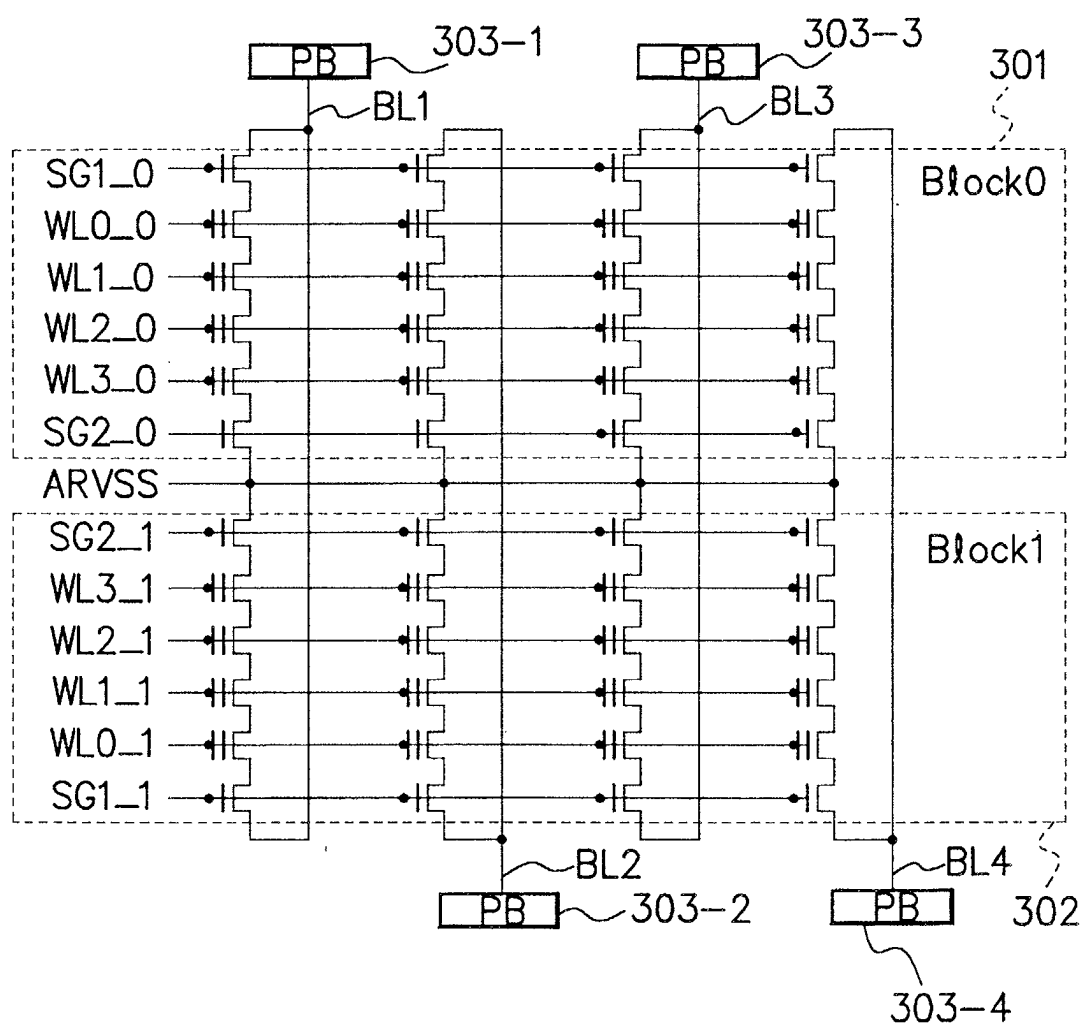 PB 303-1 PB 303-3
BL1 BL3 301
SG1_0 Block0
WL0_0
WL1_0
WL2_0
WL3_0
SG2_0
ARVSS
SG2_1 Block1
WL3_1
WL2_1
WL1_1
WL0_1
SG1_1
BL2 BL4
PB 303-2 PB 302
303-4